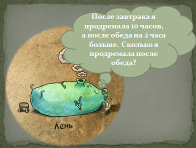 После завтрака я
продремала 10 часов,
а после обеда на 2 часа
больше. Сколько я
продремала после
обеда?
лень